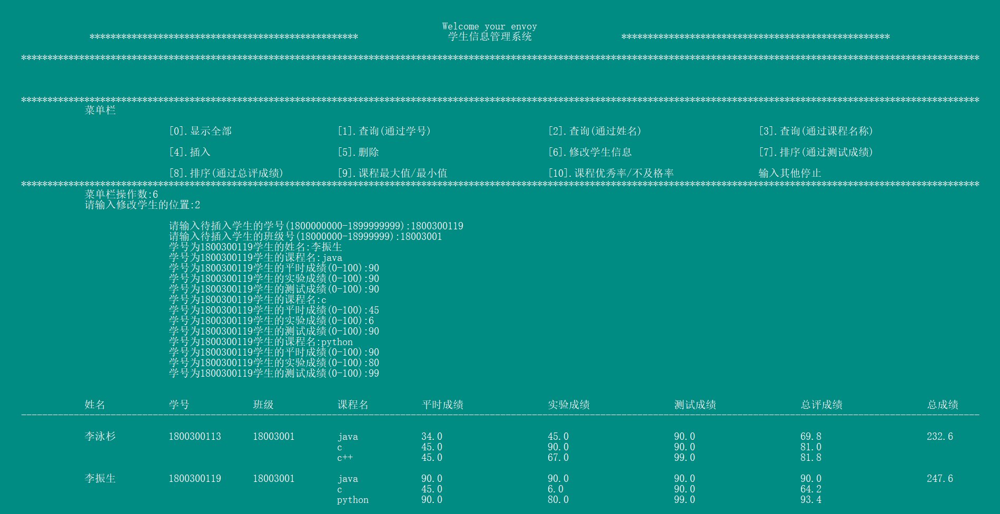 Welcome your envoy
*************************************************** 学生信息管理系统 ***************************************************
**************************************************************************************************************************************************************************************
**************************************************************************************************************************************************************************************
菜单栏
[0].显示全部 [1].查询(通过学号) [2].查询(通过姓名) [3].查询(通过课程名称)
[4].插入 [5].删除 [6].修改学生信息 [7].排序(通过测试成绩)
[8].排序(通过总评成绩) [9].课程最大值/最小值 [10].课程优秀率/不及格率 输入其他停止
**************************************************************************************************************************************************************************************
菜单栏操作数:6
请输入修改学生的位置:2
请输入待插入学生的学号(1800000000-1899999999):1800300119
请输入待插入学生的班级号(18000000-18999999):18003001
学号为1800300119学生的姓名:李振生
学号为1800300119学生的课程名:java
学号为1800300119学生的平时成绩(0-100):90
学号为1800300119学生的实验成绩(0-100):90
学号为1800300119学生的测试成绩(0-100):90
学号为1800300119学生的课程名:c
学号为1800300119学生的平时成绩(0-100):45
学号为1800300119学生的实验成绩(0-100):6
学号为1800300119学生的测试成绩(0-100):90
学号为1800300119学生的课程名:python
学号为1800300119学生的平时成绩(0-100):90
学号为1800300119学生的实验成绩(0-100):80
学号为1800300119学生的测试成绩(0-100):99
姓名 学号 班级 课程名 平时成绩 实验成绩 测试成绩 总评成绩 总成绩
--------------------------------------------------------------------------------------------------------------------------------------------------------------------------------------
李泳杉 1800300113 18003001 java 34.0 45.0 90.0 69.8 232.6
c 45.0 90.0 90.0 81.0
c++ 45.0 67.0 99.0 81.8
李振生 1800300119 18003001 java 90.0 90.0 90.0 90.0 247.6
c 45.0 6.0 90.0 64.2
python 90.0 80.0 99.0 93.4